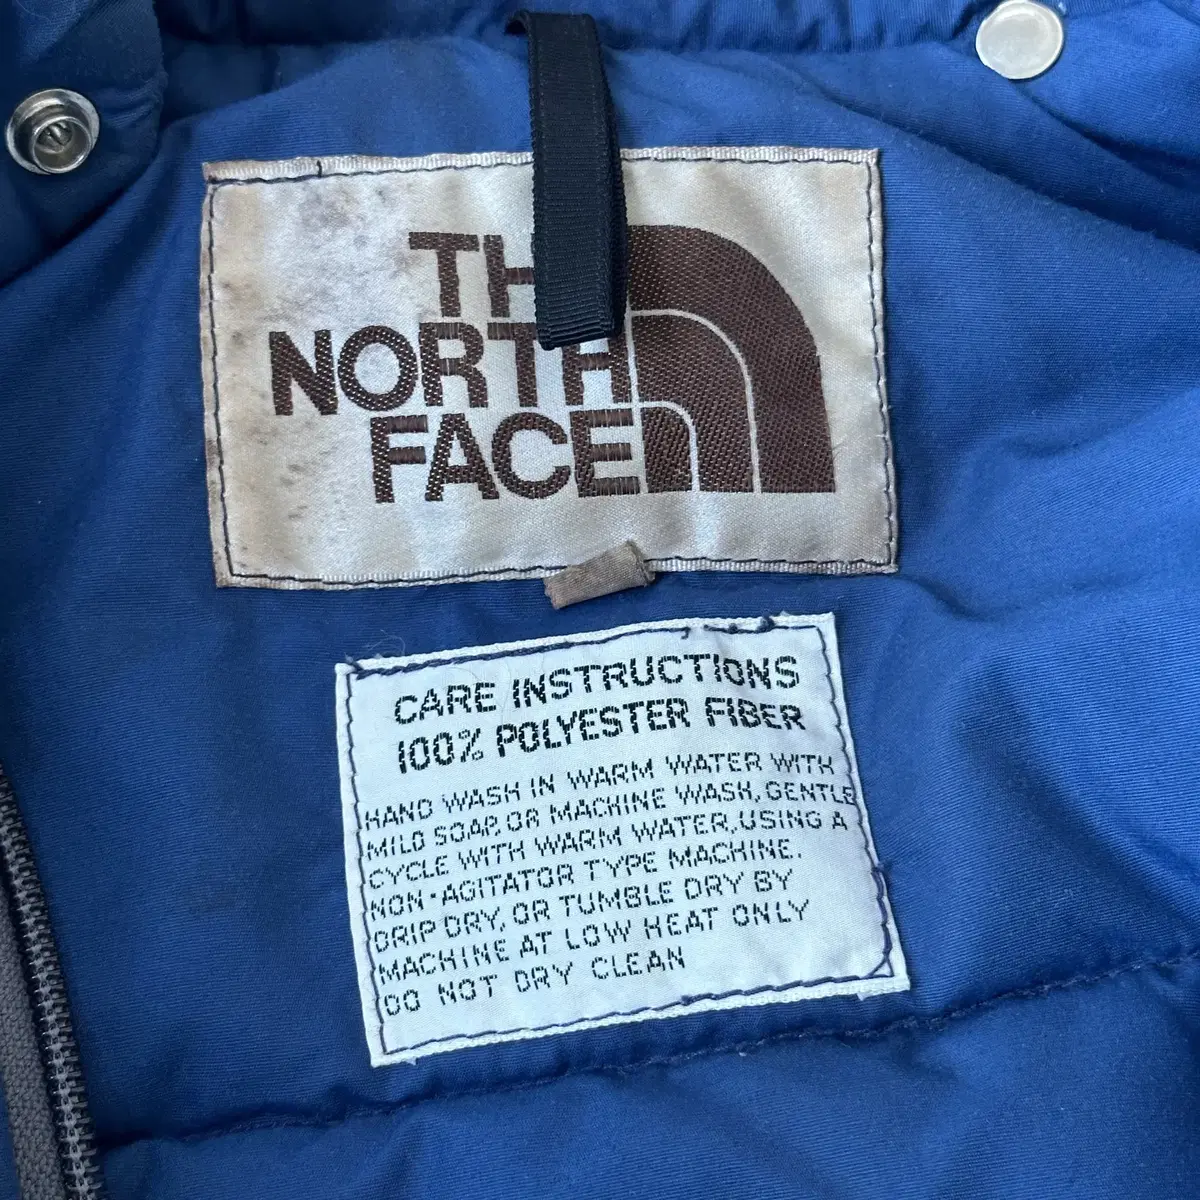 TH
NORTH
FACE
CARE INSTRUCTIONS
100% POLYESTER FIBER
HAND WASH IN WARM WATER WITH
MILD SOAP, OR MACHINE WASH, GENTLE
CYCLE WITH WARM WATER, USING A
NON-AGITATOR TYPE MACHINE.
DRIP DRY, OR TUMBLE DRY BY
MACHINE AT LOW HEAT ONLY
DO NOT DRY CLEAN